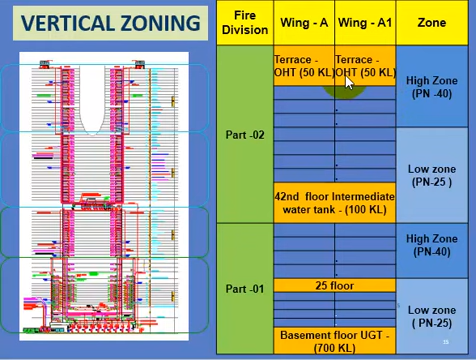 VERTICAL ZONING
Fire Division
Wing - A
Wing - A1
Zone
Part -02
Terrace - OHT (50 KL)
Terrace - OHT (50 KL)
High Zone (PN -40)
Low zone (PN-25 )
42nd floor Intermediate water tank - (100 KL)
Part -01
High Zone (PN-40)
25 floor
Low zone ( PN-25)
Basement floor UGT - (700 KL)